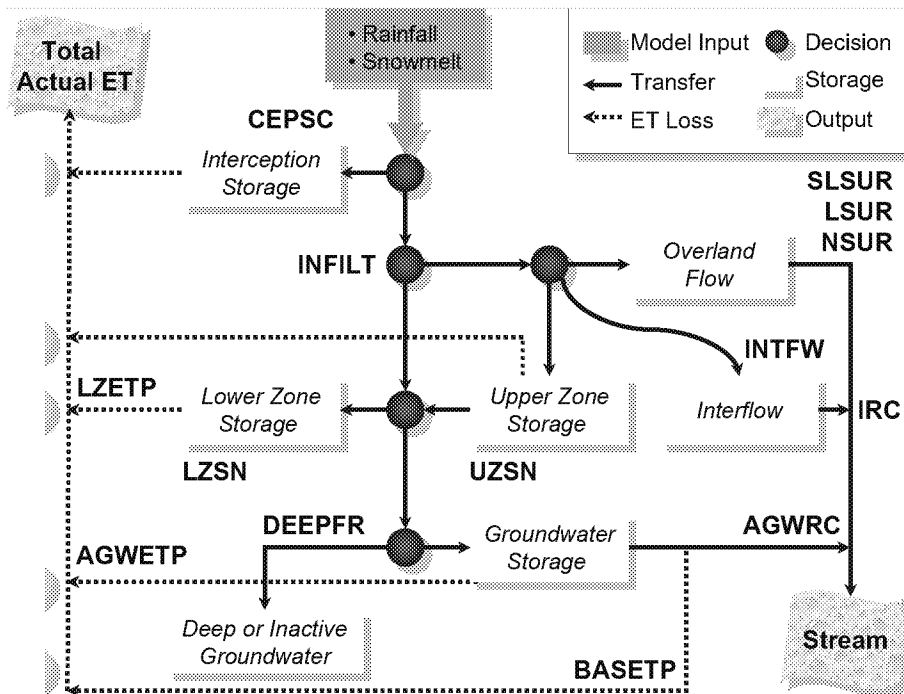 Total
Actual ET
• Rainfall
• Snowmelt
Model Input
Decision
Transfer
Storage
ET Loss
Output
CEPSC
Interception
Storage
SLSUR
LSUR
NSUR
INFILT
Overland
Flow
INTFW
LZETP
Lower Zone
Storage
Upper Zone
Storage
Interflow
IRC
LZSN
UZSN
DEEPFR
AGWETP
Groundwater
Storage
AGWRC
Deep or Inactive
Groundwater
Stream
BASETP